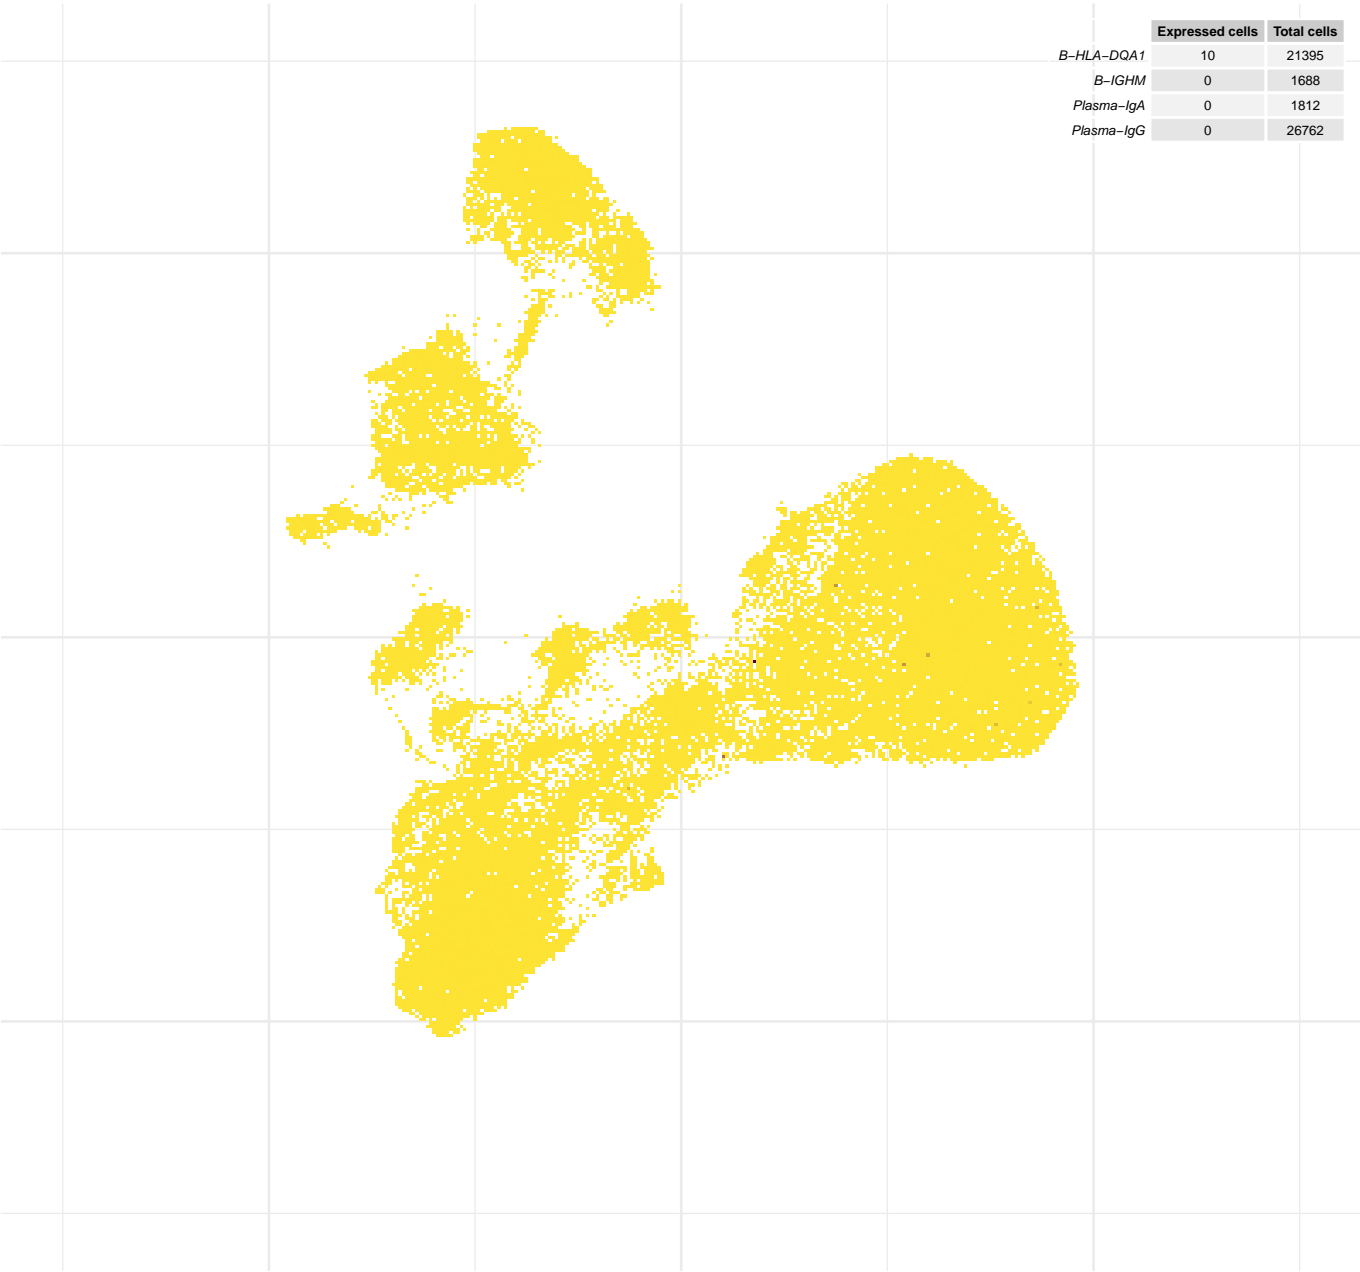 Expressed cells Total cells
B−HLA−DQA1 10 21395
B−IGHM 0 1688
Plasma−IgA 0 1812
Plasma−IgG 0 26762